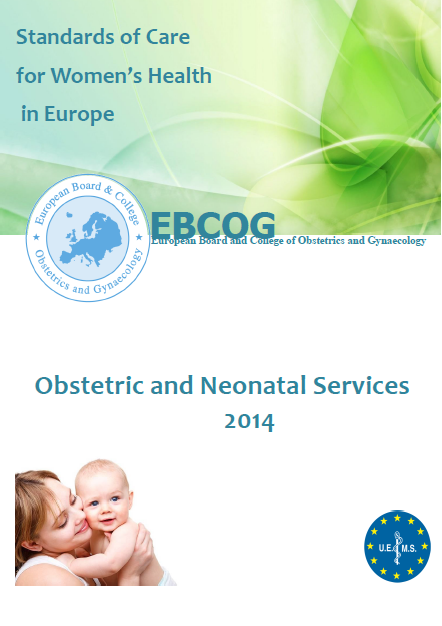 Standards of Care
for Women's Health
in Europe
European Board & College
Obstetrics and Gynaecology
EBCOG
European Board and College of Obstetrics and Gynaecology
Obstetric and Neonatal Services
2014
U.E. M.S.